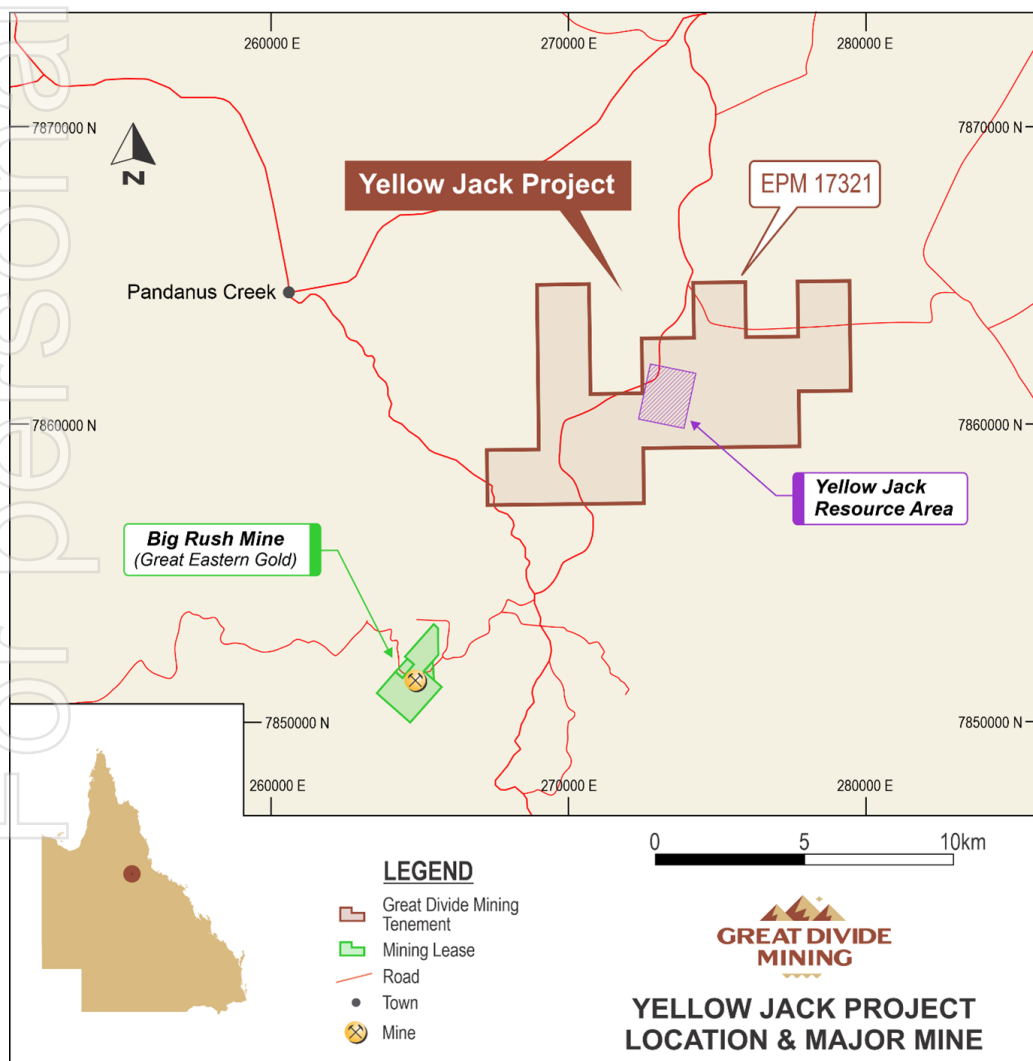 For personal
260000 E
270000 E
280000 E
7870000 N
7870000 N
N
Yellow Jack Project
EPM 17321
Pandanus Creek
7860000 N
7860000 N
Yellow Jack
Resource Area
Big Rush Mine
(Great Eastern Gold)
7850000 N
7850000 N
260000 E
270000 E
280000 E
0
5
10km
LEGEND
Great Divide Mining
Tenement
Mining Lease
Road
Town
Mine
GREAT DIVIDE
MINING
YELLOW JACK PROJECT
LOCATION & MAJOR MINE